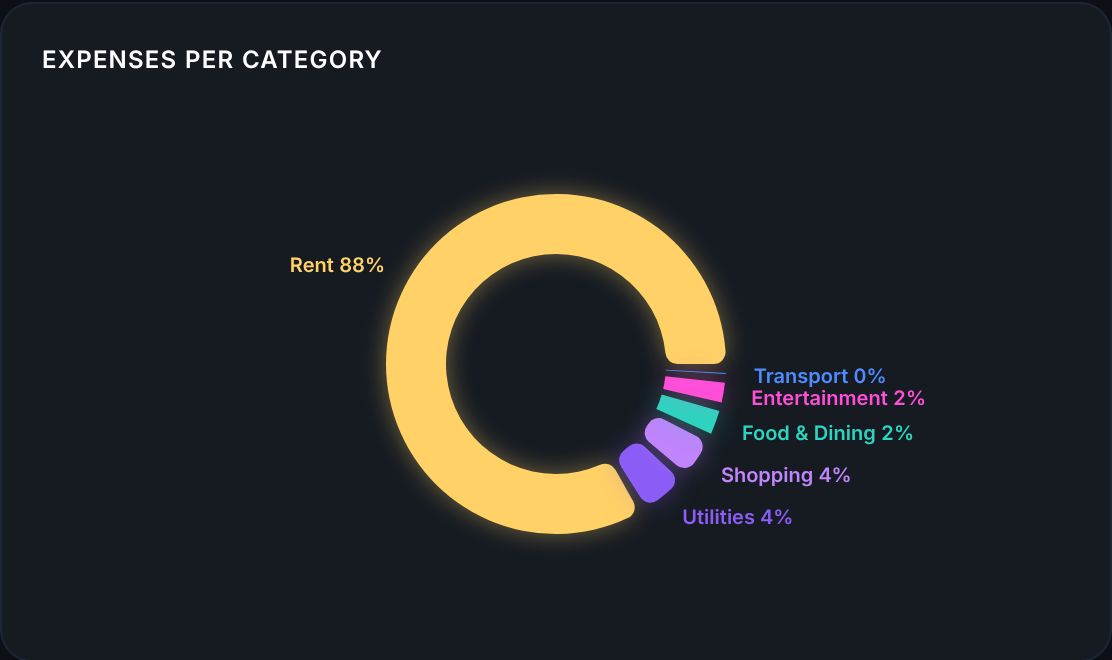 EXPENSES PER CATEGORY
Rent 88%
Transport 0%
Entertainment 2%
Food & Dining 2%
Shopping 4%
Utilities 4%